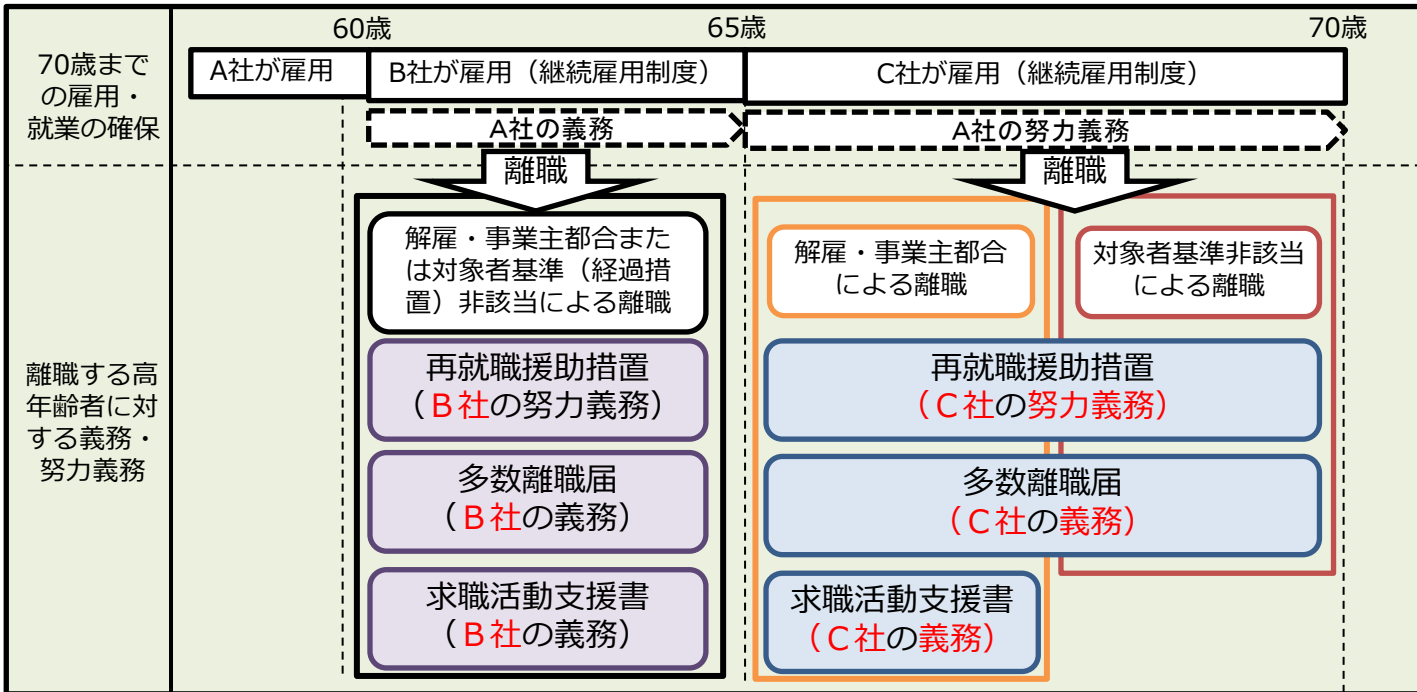 60歳
65歳
70歳
70歳まで
の雇用・
就業の確保
A社が雇用
B社が雇用（継続雇用制度）
C社が雇用（継続雇用制度）
A社の義務
A社の努力義務
離職
離職
離職する高
年齢者に対
する義務・
努力義務
解雇・事業主都合また
は対象者基準（経過措
置）非該当による離職
再就職援助措置
（Ｂ社の努力義務）
多数離職届
（Ｂ社の義務）
求職活動支援書
（Ｂ社の義務）
解雇・事業主都合
による離職
対象者基準非該当
による離職
再就職援助措置
（Ｃ社の努力義務）
多数離職届
（Ｃ社の義務）
求職活動支援書
（Ｃ社の義務）